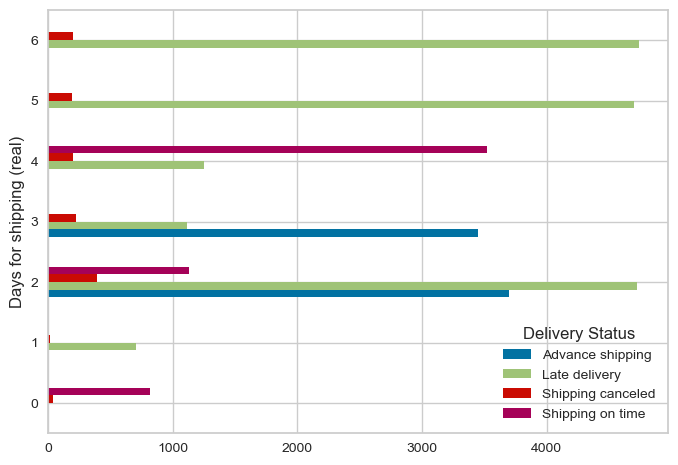 Days for shipping (real)
6
5
4
3
2
1
0
0 1000 2000 3000 4000
Delivery Status
Advance shipping
Late delivery
Shipping canceled
Shipping on time